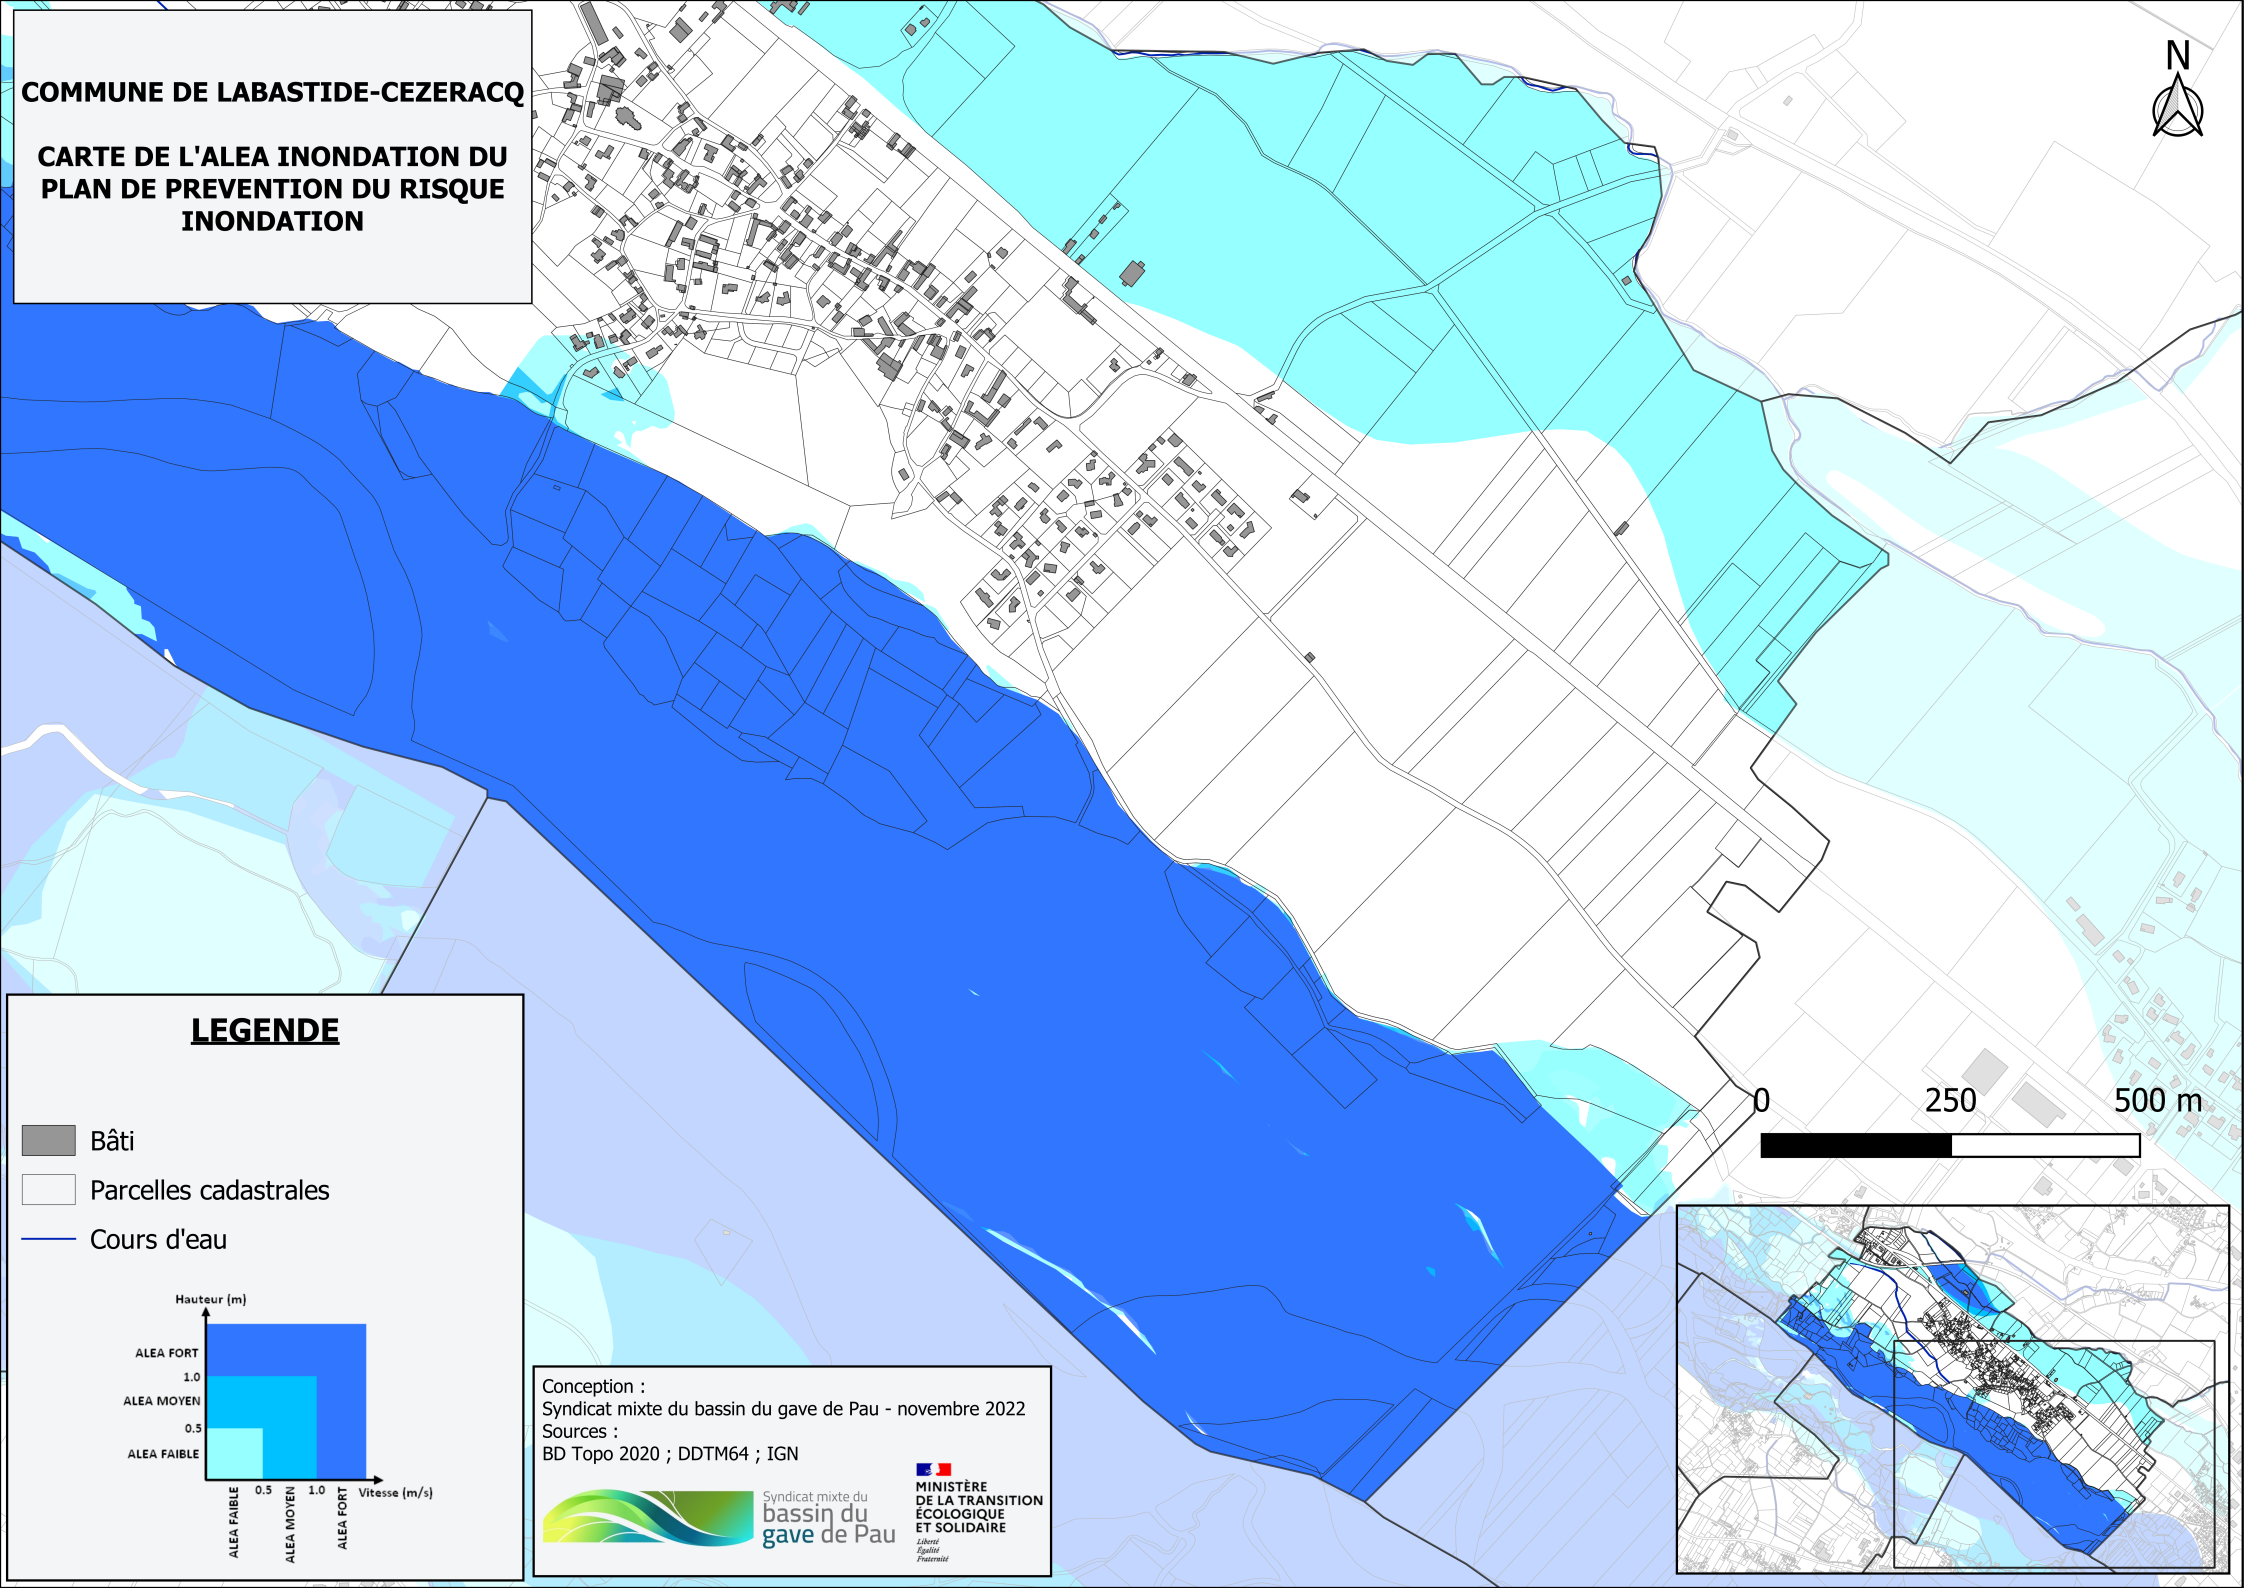 COMMUNE DE LABASTIDE-CEZERACQ
CARTE DE L'ALEA INONDATION DU
PLAN DE PREVENTION DU RISQUE
INONDATION
N
0 250 500 m
LEGENDE
Bâti
Parcelles cadastrales
Cours d'eau
Hauteur (m)
ALEA FORT
1.0
ALEA MOYEN
0.5
ALEA FAIBLE
0.5 1.0 Vitesse (m/s)
ALEA FAIBLE
ALEA MOYEN
ALEA FORT
Conception :
Syndicat mixte du bassin du gave de Pau - novembre 2022
Sources :
BD Topo 2020 ; DDTM64 ; IGN
Syndicat mixte du
bassin du
gave de Pau
MINISTÈRE
DE LA TRANSITION
ÉCOLOGIQUE
ET SOLIDAIRE
Liberté
Égalité
Fraternité